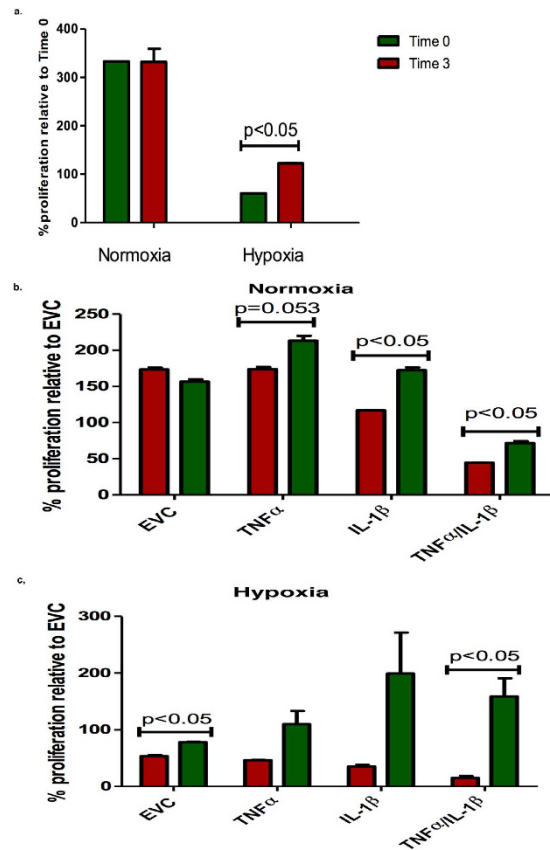 a.
%proliferation relative to Time 0
400
300
200
100
0
Time 0
Time 3
p<0.05
Normoxia
Hypoxia
b.
Normoxia
% proliferation relative to EVC
250
200
150
100
50
0
p=0.053
p<0.05
p<0.05
EVC
TNFα
IL-1β
TNFα/IL-1β
c,
Hypoxia
% proliferation relative to EVC
300
200
100
0
p<0.05
p<0.05
EVC
TNFα
IL-1β
TNFα/IL-1β